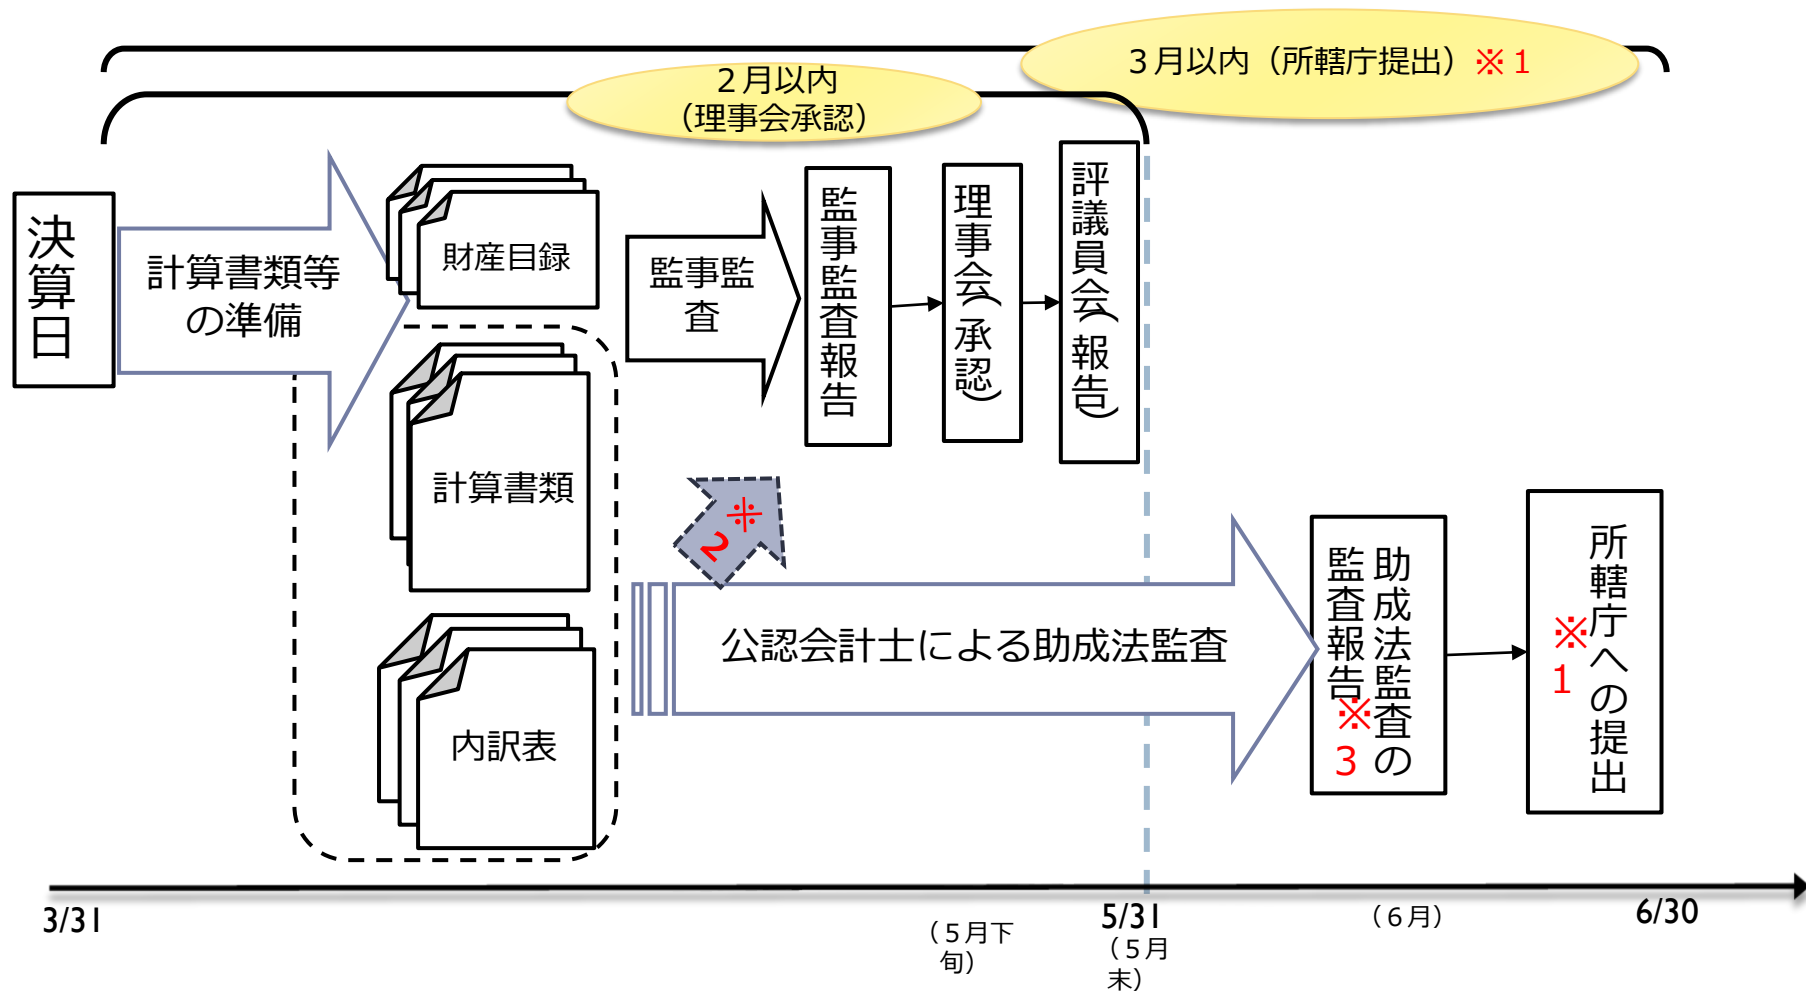 ３月以内（所轄庁提出）※１
２月以内
（理事会承認）
決算日
計算書類等
の準備
財産目録
計算書類
内訳表
監事監
査
監事監査報告
理事会（承認）
評議員会（報告）
※
2
公認会計士による助成法監査
助成法監査の
監査報告※3
所轄庁への提出
※
1
3/31
（５月下
旬）
5/31
（５月
末）
（６月）
6/30